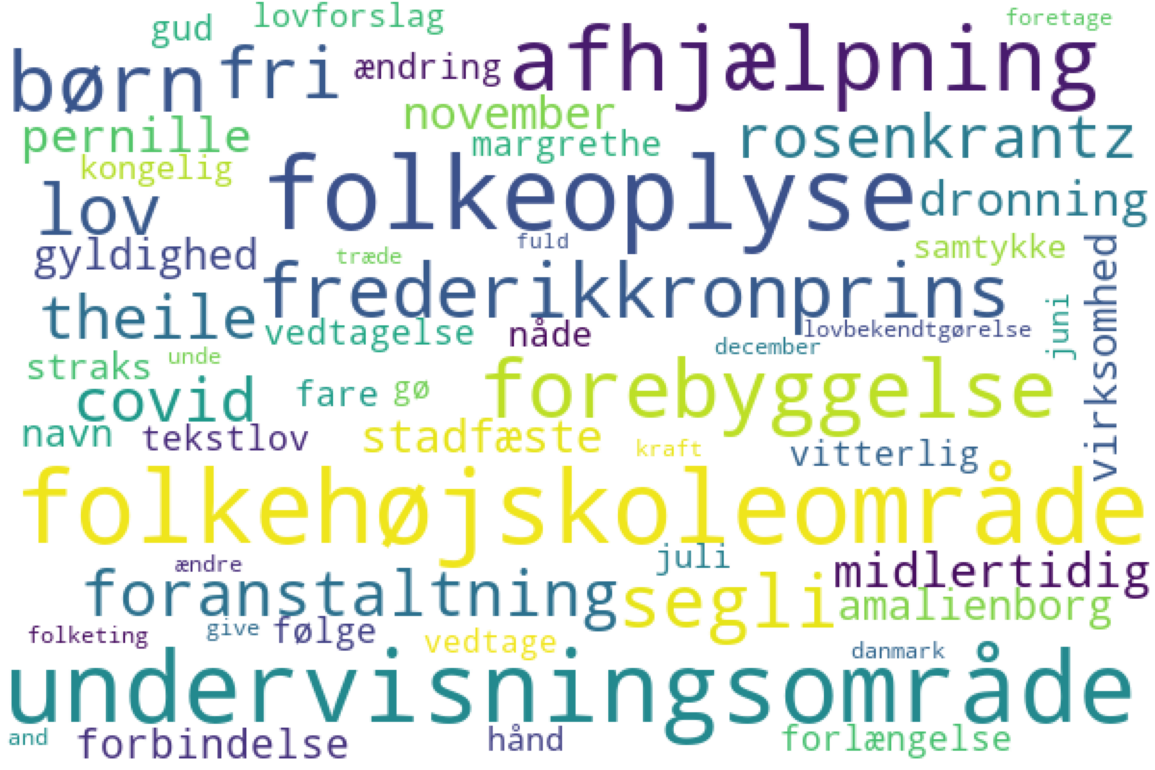 lovforslag
foretage
gud
børn
fri
ændring
afhjælpning
november
pernille
margrethe
rosenkrantz
kongelig
lov
folkeoplyse
dronning
gyldighed
fuld
samtykke
træde
frederikkronprins
virksomhed
theile
vedtagelse
nåde
lovbekendtgørelse
juni
december
straks
unde
covid
fare
gø
forebyggelse
navn
tekstlov
stadfæste
kraft
vitterlig
folkehøjskoleområde
ændre
juli
midlertidig
foranstaltning
segli
amalienborg
folketing
give
følge
vedtage
danmark
undervisningsområde
and
forbindelse
hånd
forlængelse